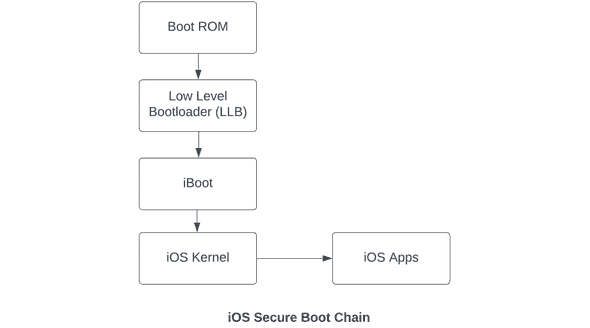 Boot ROM
Low Level
Bootloader (LLB)
iBoot
iOS Kernel
iOS Apps
iOS Secure Boot Chain